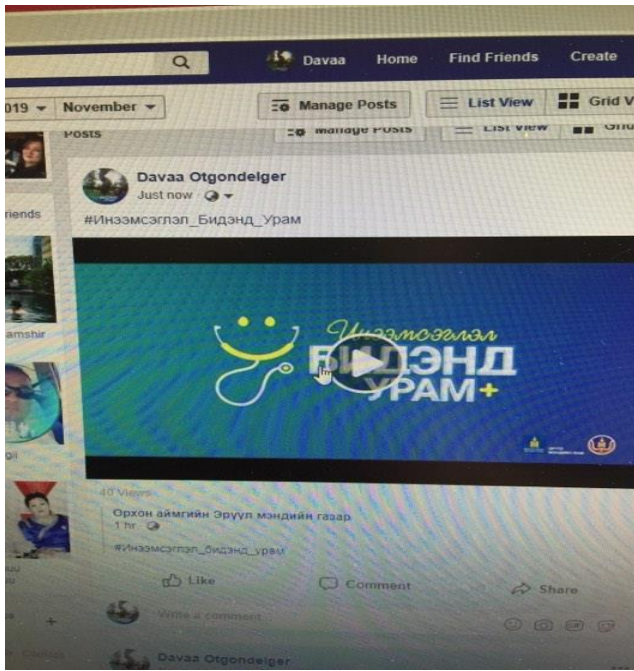 Davaa Home Find Friends Create
019 November Manage Posts List View Grid V
Posts Manage Posts List View
Davaa Otgondelger
Just now
#Инээмсэглэл_Бидэнд_Урам
riends
Инээмсэглэл
БИДЭНД
УРАМ+
amshir
gii
40 Views
Орхон аймгийн Эрүүл мэндийн газар
1 hr
#Инээмсэглэл_бидэнд_урам
Like Comment Share
Write a comment...
Davaa Otgondelger